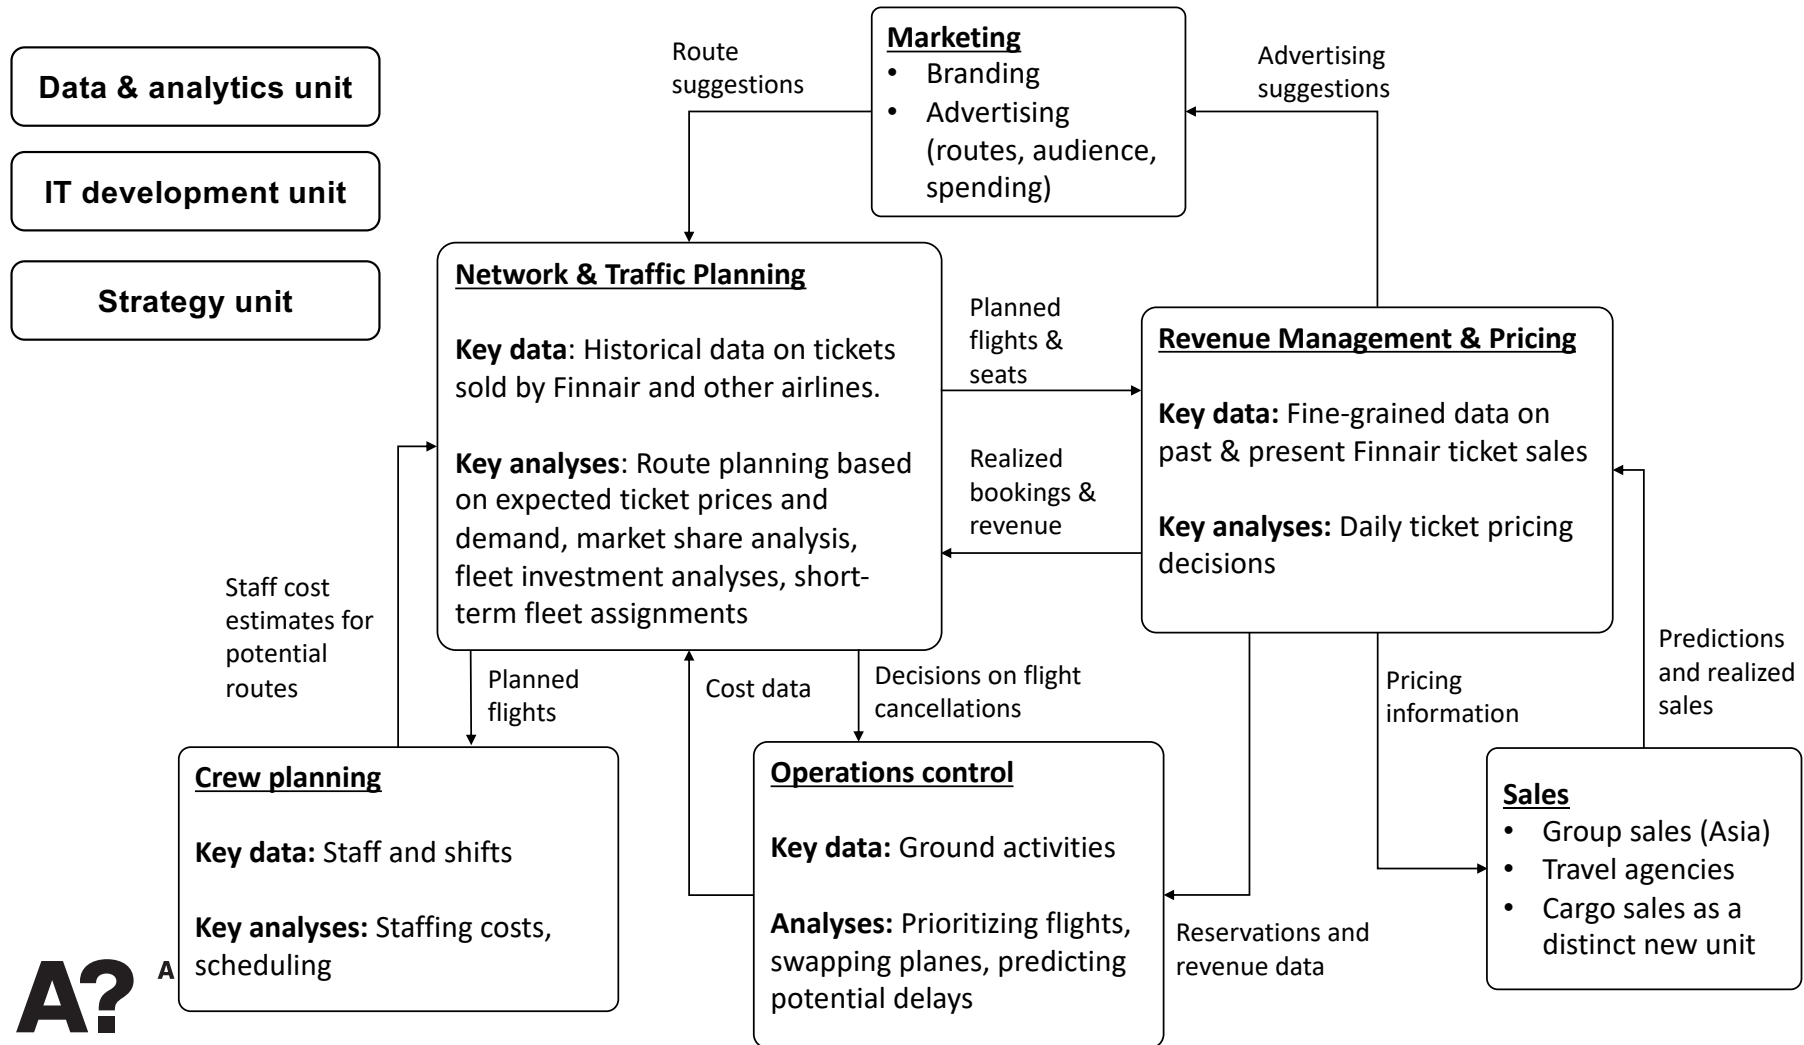 Data & analytics unit
IT development unit
Strategy unit
Route
suggestions
Marketing
• Branding
• Advertising
(routes, audience,
spending)
Advertising
suggestions
Network & Traffic Planning
Key data: Historical data on tickets
sold by Finnair and other airlines.
Key analyses: Route planning based
on expected ticket prices and
demand, market share analysis,
fleet investment analyses, short-
term fleet assignments
Planned
flights &
seats
Realized
bookings &
revenue
Revenue Management & Pricing
Key data: Fine-grained data on
past & present Finnair ticket sales
Key analyses: Daily ticket pricing
decisions
Staff cost
estimates for
potential
routes
Planned
flights
Cost data
Decisions on flight
cancellations
Pricing
information
Predictions
and realized
sales
Crew planning
Key data: Staff and shifts
Key analyses: Staffing costs,
scheduling
Operations control
Key data: Ground activities
Analyses: Prioritizing flights,
swapping planes, predicting
potential delays
Reservations and
revenue data
Sales
• Group sales (Asia)
• Travel agencies
• Cargo sales as a
distinct new unit
A?
A